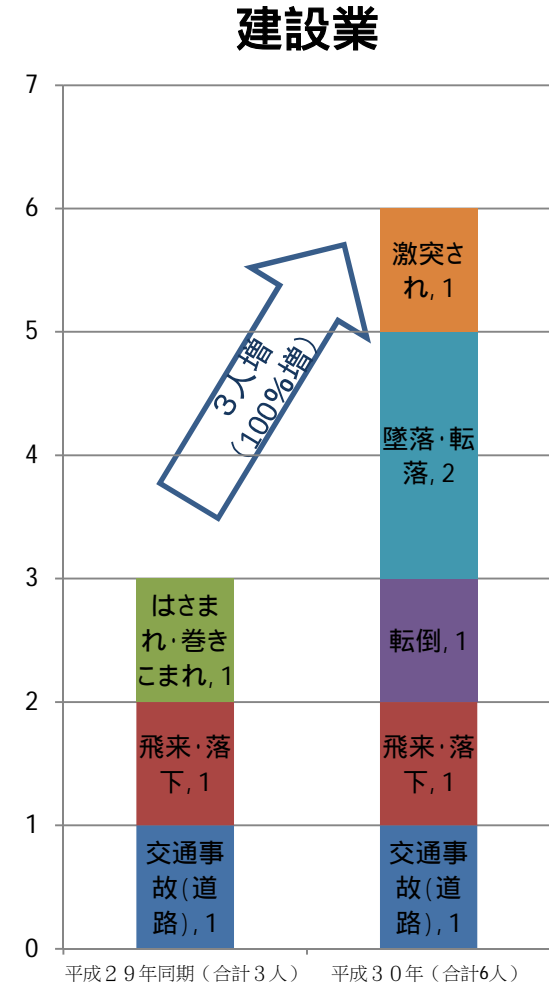 建設業
7
6
5
4
3
2
1
0
3人増
（100%増）
はさま
れ・巻き
こまれ, 1
飛来・落
下, 1
交通事
故(道
路), 1
激突さ
れ, 1
墜落・転
落, 2
転倒, 1
飛来・落
下, 1
交通事
故(道
路), 1
平成２９年同期（合計３人）
平成３０年（合計6人）